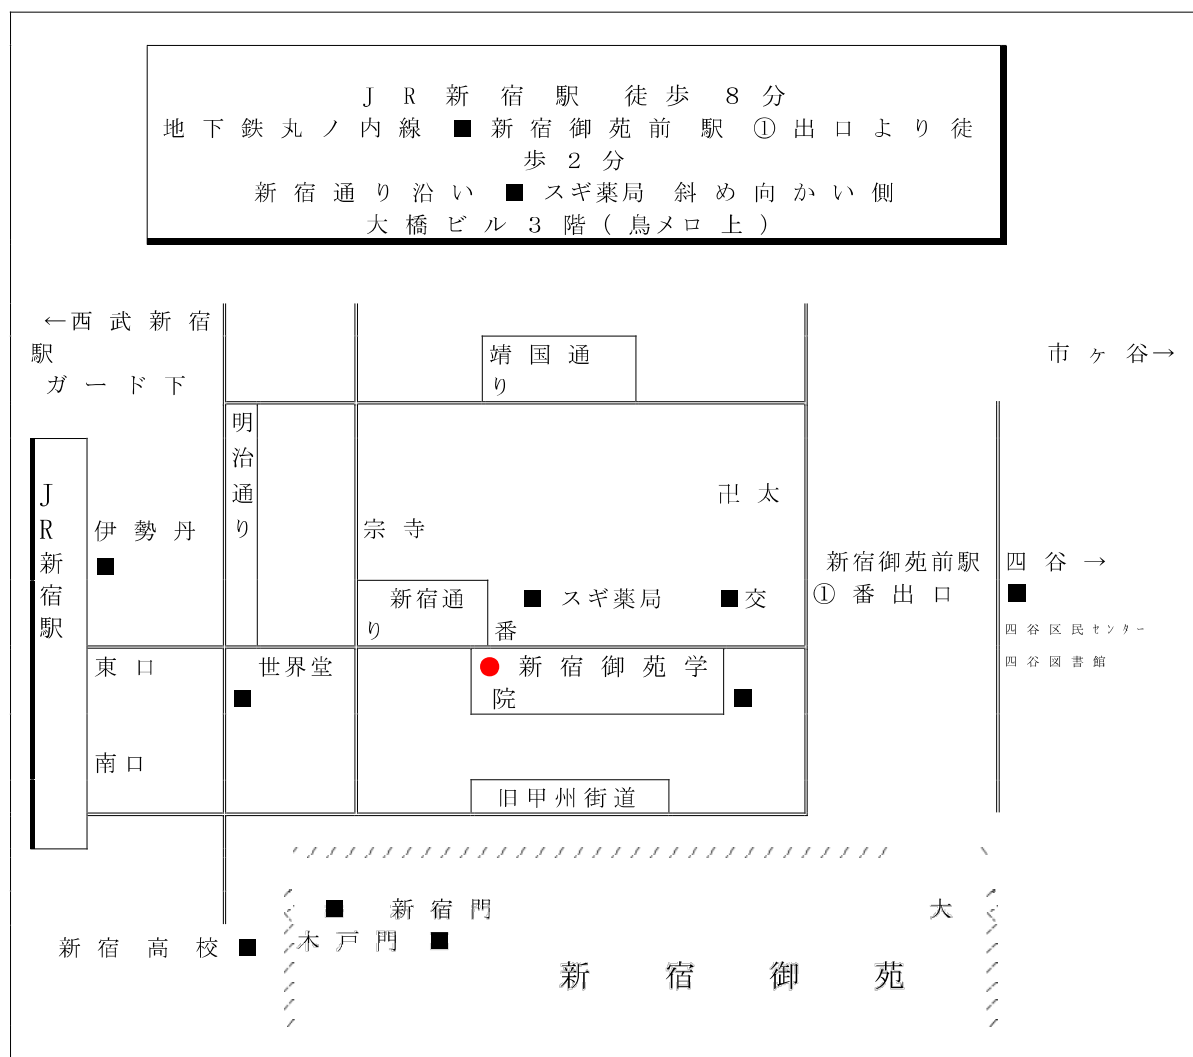 ＪＲ新宿駅 徒歩８分
地下鉄丸ノ内線 ■新宿御苑前 駅 ①出口より徒
歩２分
新宿通り沿い ■スギ薬局 斜め向かい側
大橋ビル３階(鳥メロ上)
←西武新宿
駅
ガード下
靖国通
り
市ヶ谷→
明治通り
ＪＲ新宿駅
卍太
伊勢丹
■
宗寺
新宿御苑前駅
①番出口
四谷→
■
新宿通
り
■ スギ薬局
■交
番
四谷区民センター
四谷図書館
東口
世界堂
■
●新宿御苑学
院
■
南口
旧甲州街道
■ 新宿門
大
木戸門 ■
新宿高校■
新宿御苑